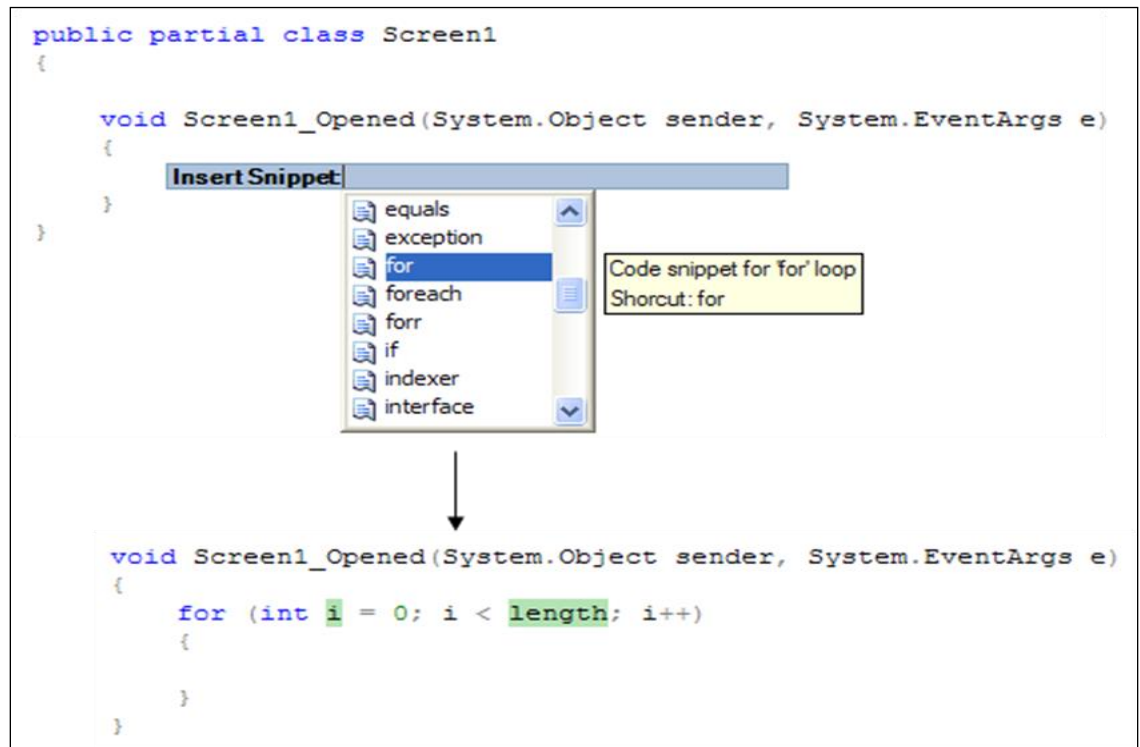 public partial class Screen1
{
void Screen1_Opened(System.Object sender, System.EventArgs e)
{
Insert Snippet:
equals
exception
for
foreach
forr
if
indexer
interface
Code snippet for 'for' loop
Shorcut: for
}
}
void Screen1_Opened(System.Object sender, System.EventArgs e)
{
for (int i = 0; i < length; i++)
{
}
}